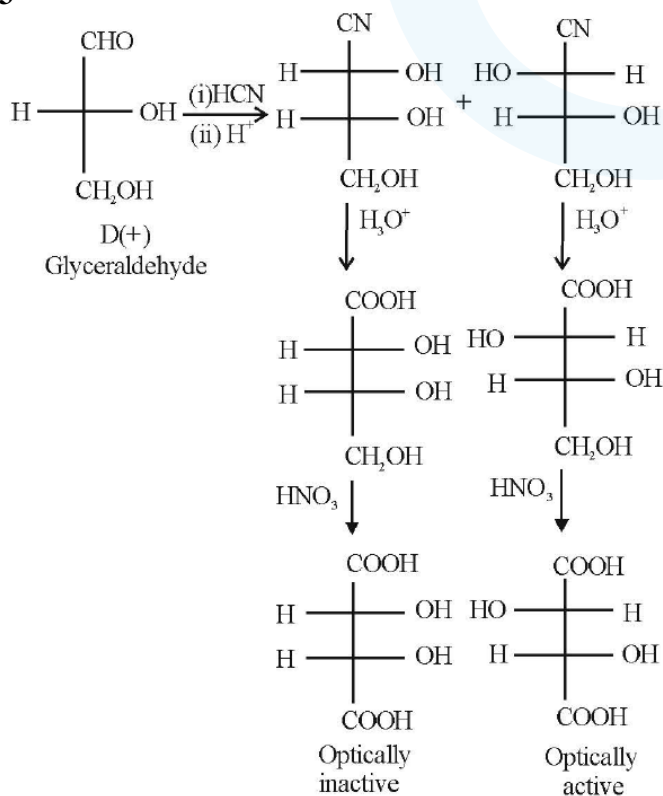 CHO
H OH
CH₂OH
D(+)
Glyceraldehyde
(i)HCN
(ii) H⁺
CN
H OH
H OH
CH₂OH
+
CN
HO H
H OH
CH₂OH
H₃O⁺
H₃O⁺
COOH
H OH
H OH
CH₂OH
COOH
HO H
H OH
CH₂OH
HNO₃
HNO₃
COOH
H OH
H OH
COOH
Optically
inactive
COOH
HO H
H OH
COOH
Optically
active